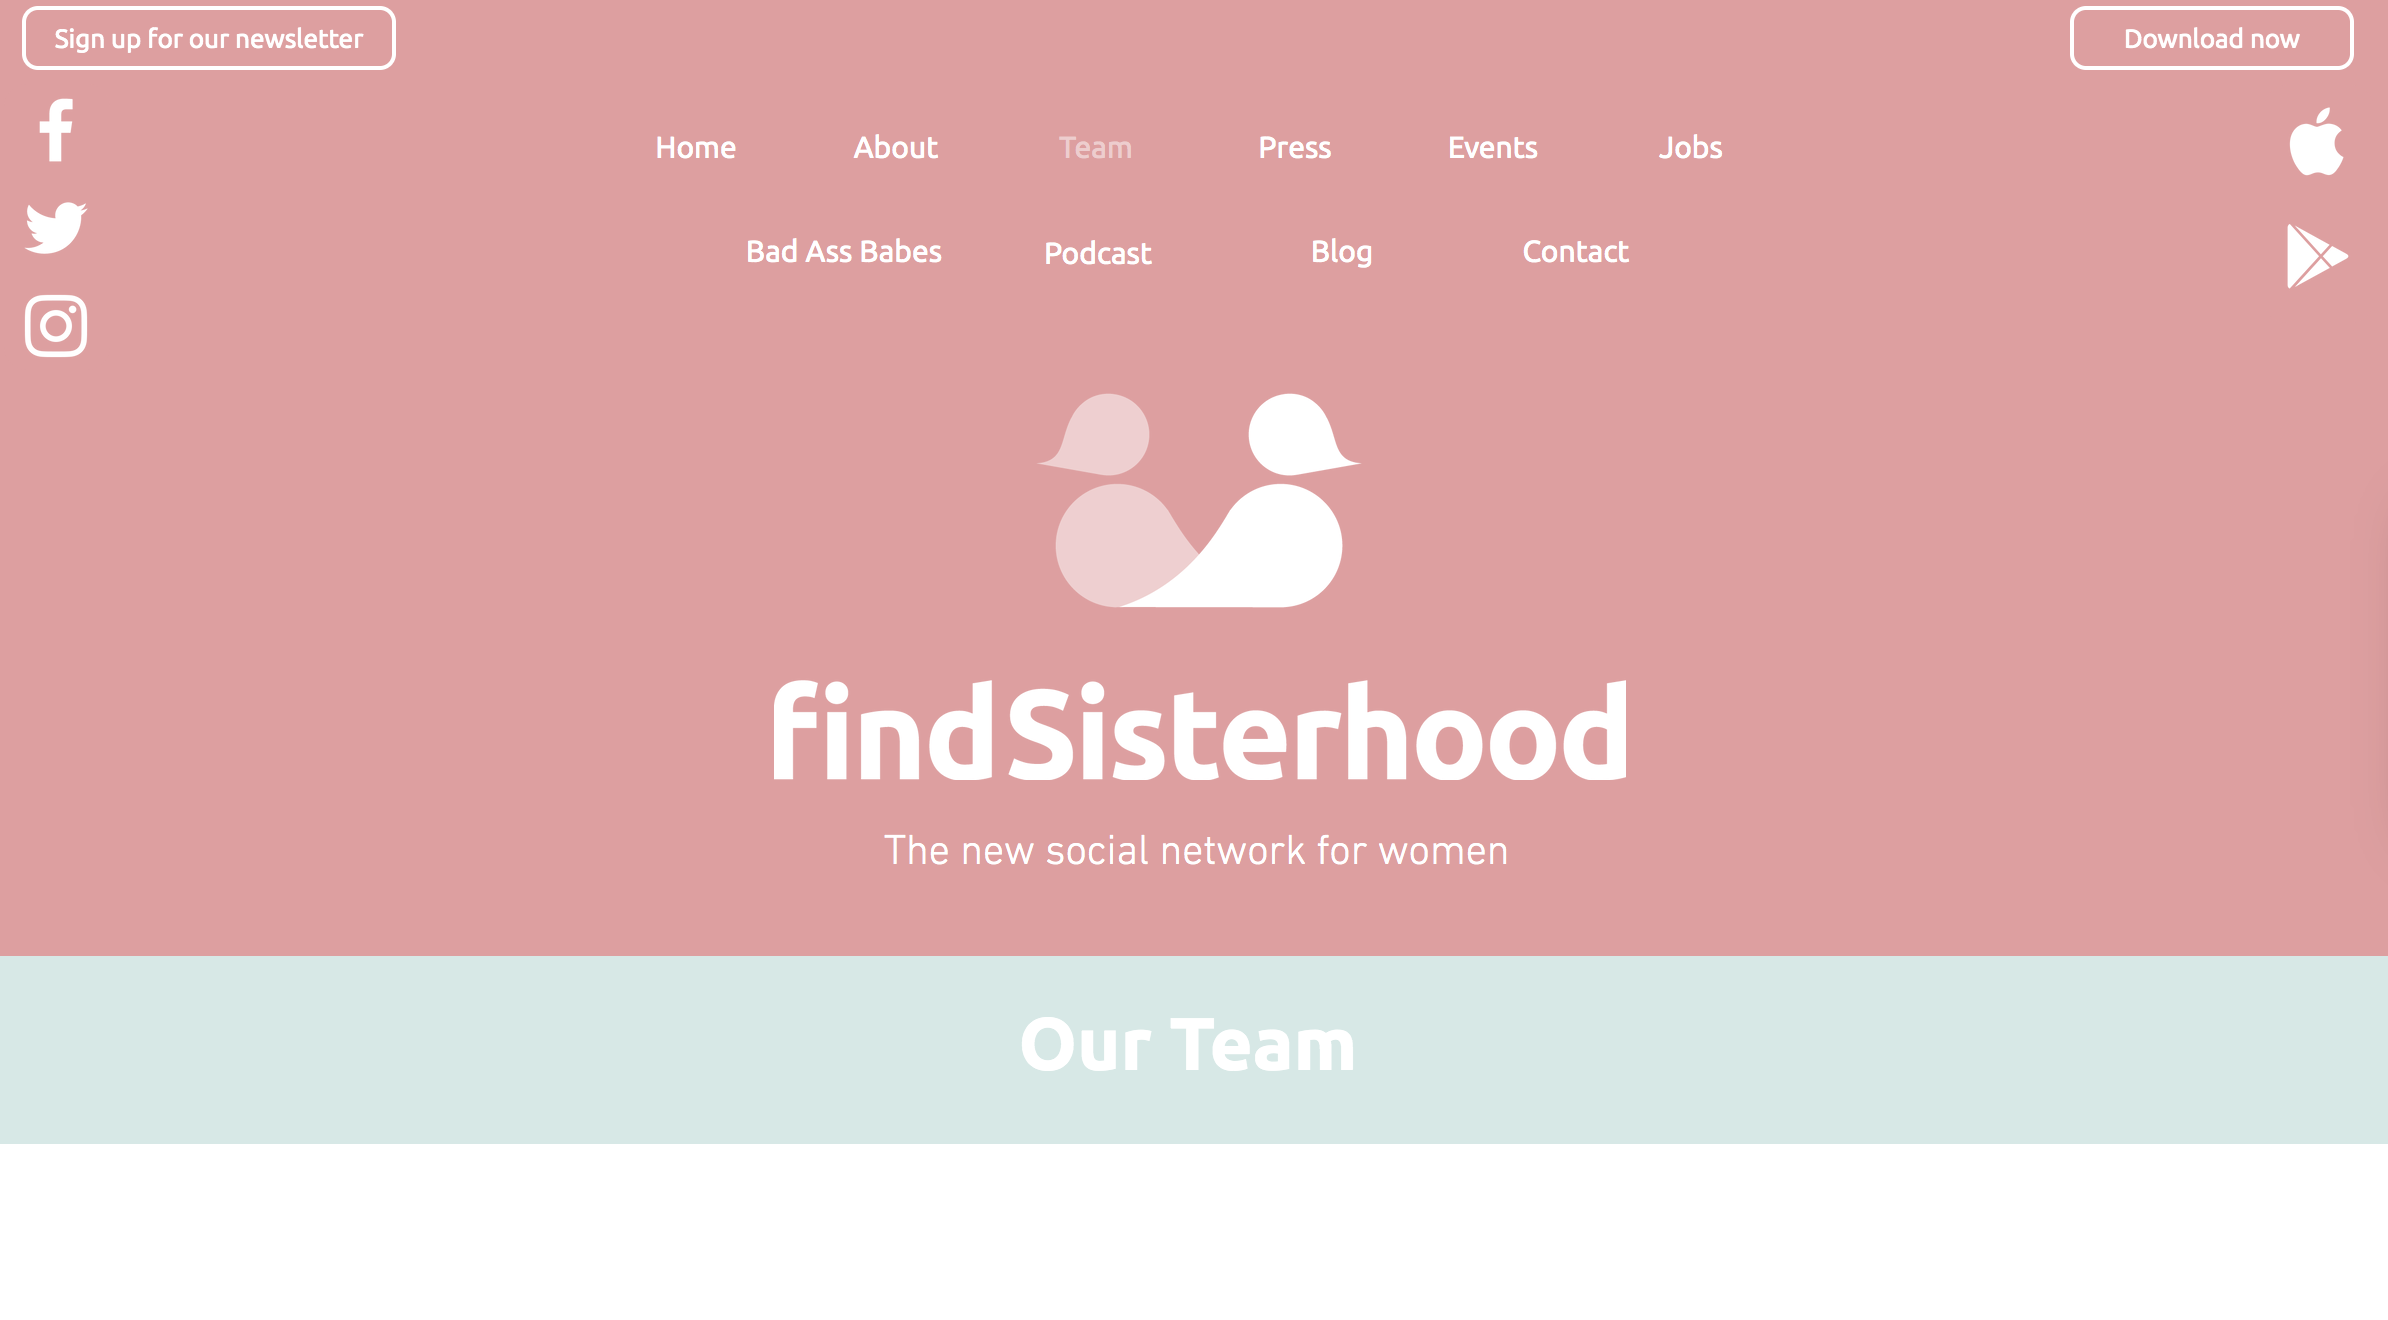 Sign up for our newsletter
Download now
Home About Team Press Events Jobs
Bad Ass Babes Podcast Blog Contact
findSisterhood
The new social network for women
Our Team